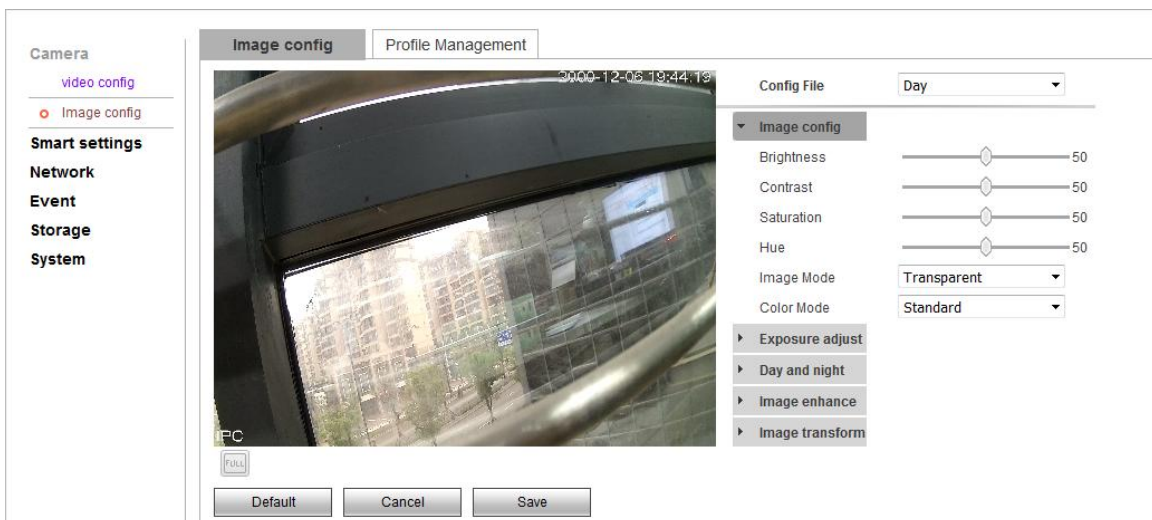 Camera
video config
Image config
Smart settings
Network
Event
Storage
System
Image config
Profile Management
2000-12-06 19:44:19
IPC
FULL
Default
Cancel
Save
Config File
Day
Image config
Brightness
50
Contrast
50
Saturation
50
Hue
50
Image Mode
Transparent
Color Mode
Standard
Exposure adjust
Day and night
Image enhance
Image transform